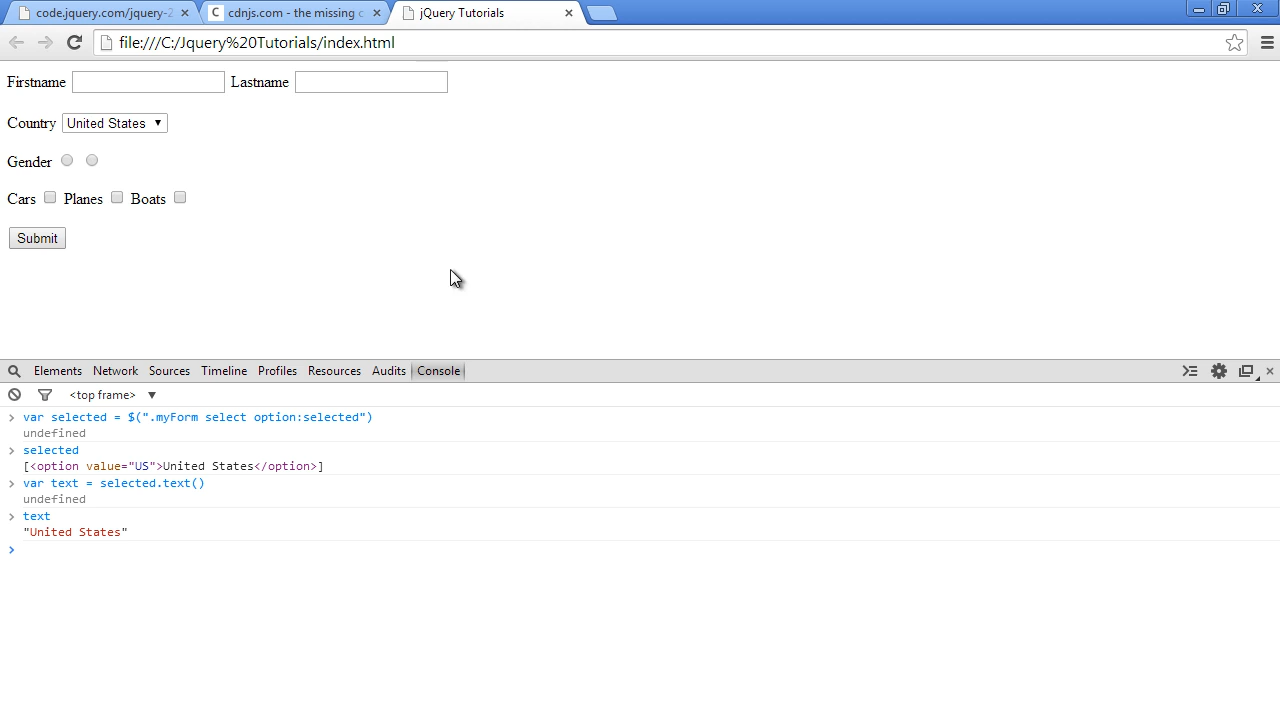 code.jquery.com/jquery-2 cdnjs.com - the missing c jQuery Tutorials
file:///C:/Jquery%20Tutorials/index.html
Firstname Lastname
Country United States
Gender
Cars Planes Boats
Submit
Elements Network Sources Timeline Profiles Resources Audits Console
<top frame>
var selected = $(".myForm select option:selected")
undefined
selected
[<option value="US">United States</option>]
var text = selected.text()
undefined
text
"United States"